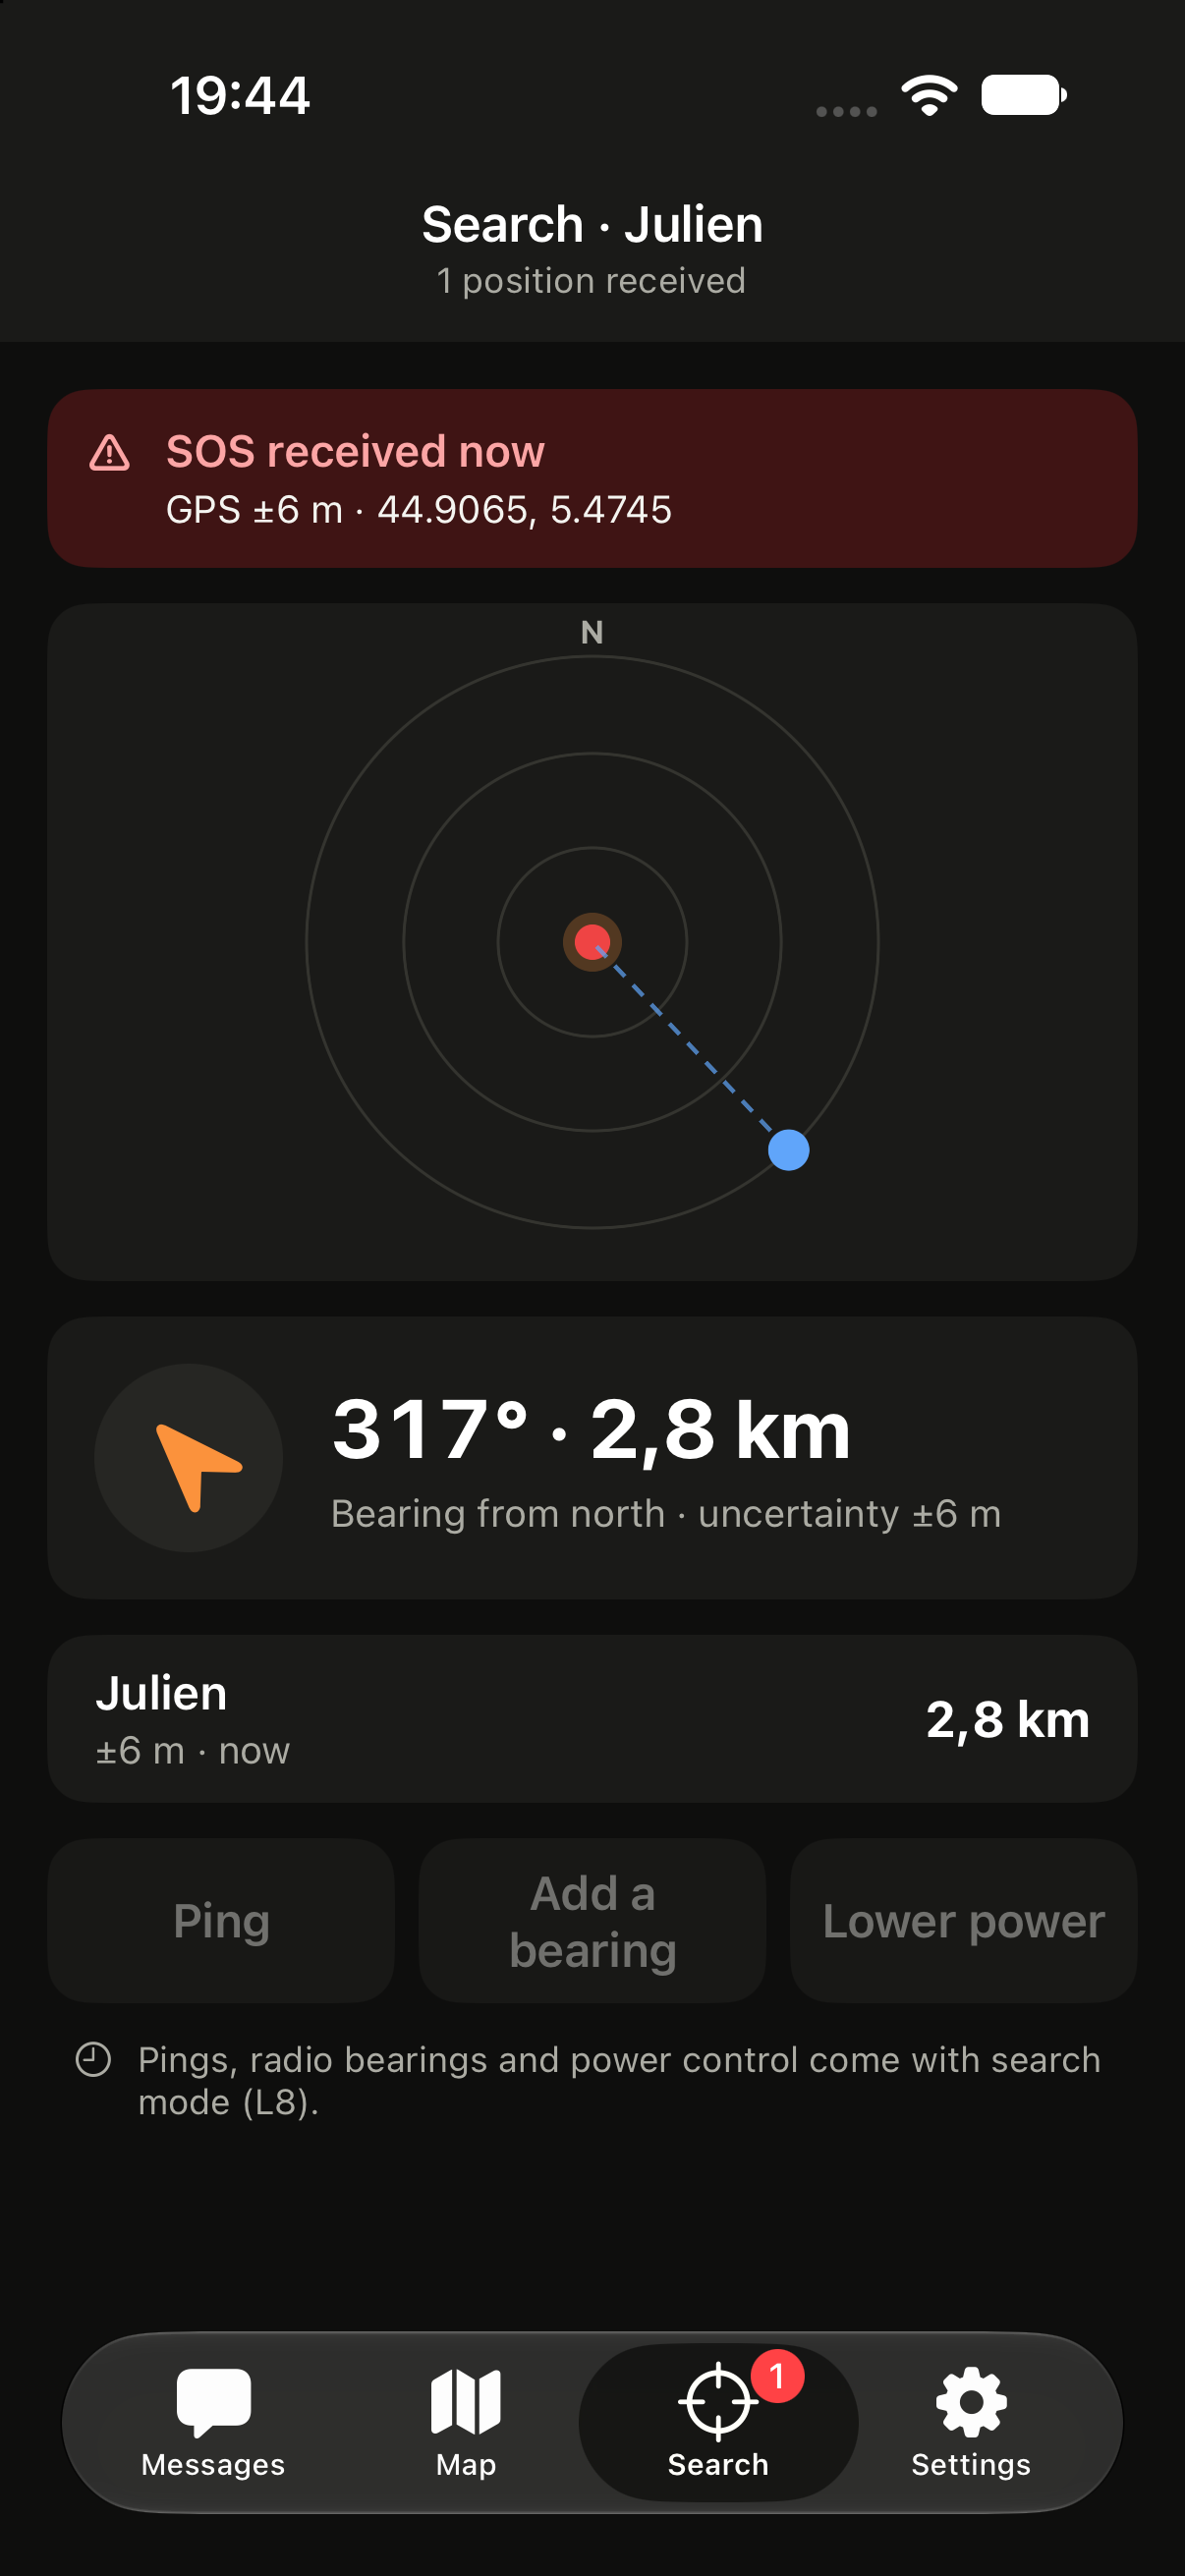 19:44
Search · Julien
1 position received
SOS received now
GPS ±6 m · 44.9065, 5.4745
N
317° · 2,8 km
Bearing from north · uncertainty ±6 m
Julien
±6 m · now
2,8 km
Ping
Add a
bearing
Lower power
Pings, radio bearings and power control come with search
mode (L8).
1
Messages
Map
Search
Settings